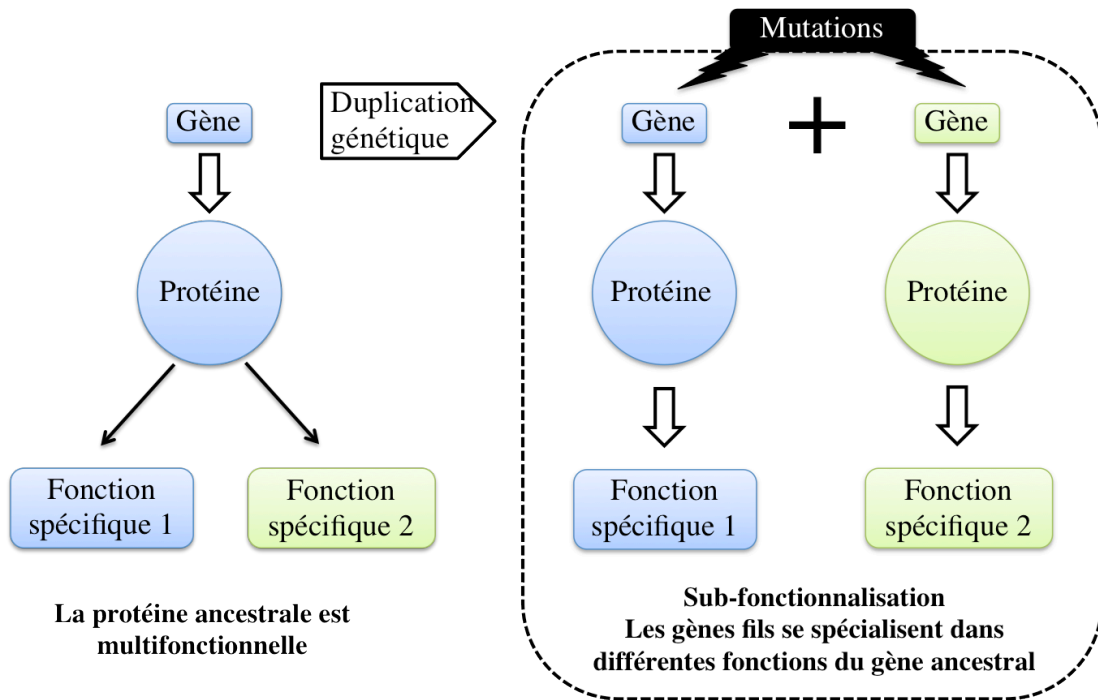 Mutations
Gène
Duplication
génétique
Gène
Gène
Protéine
Protéine
Protéine
Fonction
spécifique 1
Fonction
spécifique 2
Fonction
spécifique 1
Fonction
spécifique 2
La protéine ancestrale est
multifonctionnelle
Sub-fonctionnalisation
Les gènes fils se spécialisent dans
différentes fonctions du gène ancestral